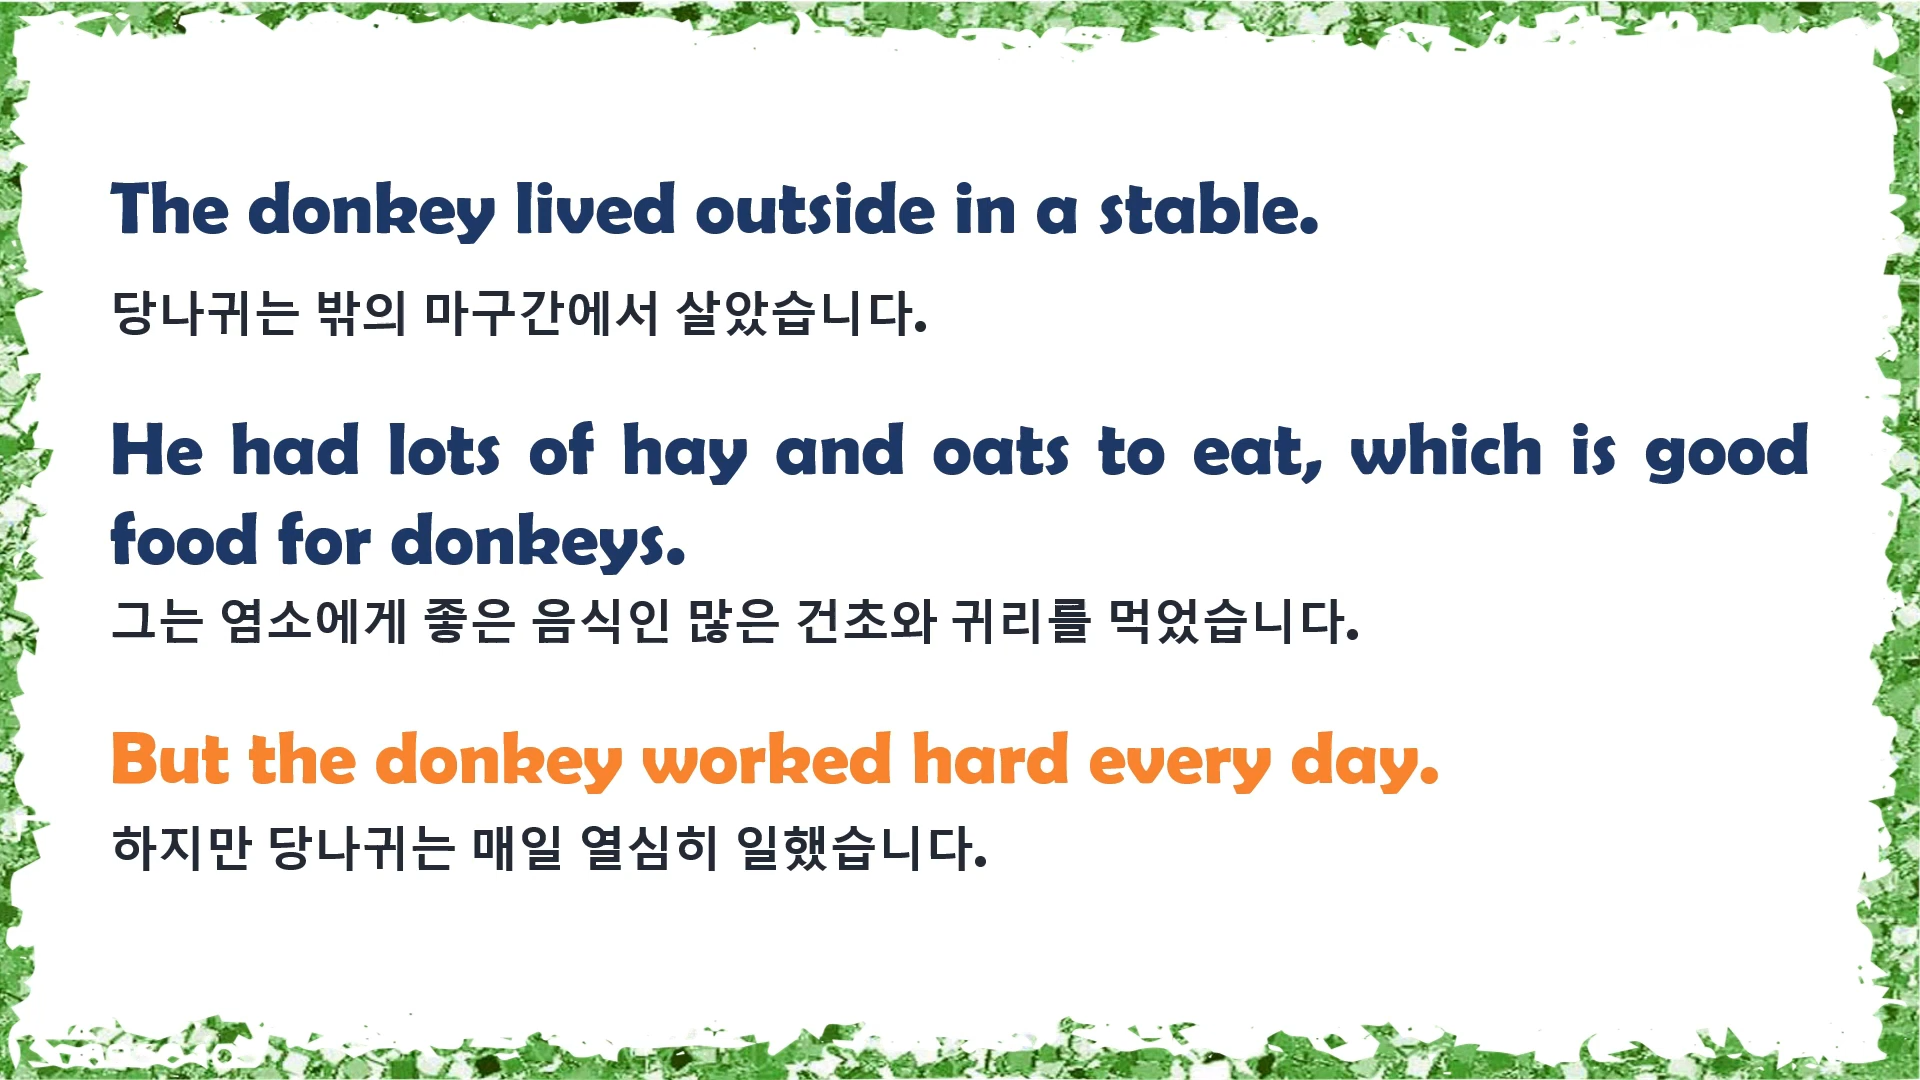 The donkey lived outside in a stable.
당나귀는 밖의 마구간에서 살았습니다.
He had lots of hay and oats to eat, which is good
food for donkeys.
그는 염소에게 좋은 음식인 많은 건초와 귀리를 먹었습니다.
But the donkey worked hard every day.
하지만 당나귀는 매일 열심히 일했습니다.